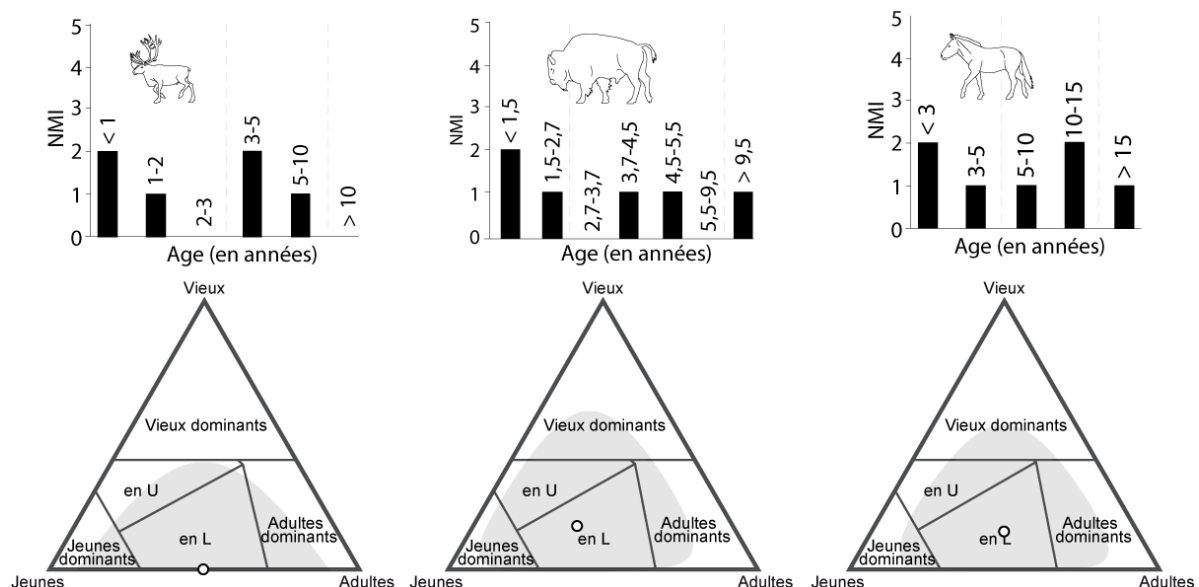 5
4
3
2
1
0
NMI
< 1
1-2
2-3
3-5
5-10
> 10
Age (en années)
5
4
3
2
1
0
NMI
< 1,5
1,5-2,7
2,7-3,7
3,7-4,5
4,5-5,5
5,5-9,5
> 9,5
Age (en années)
5
4
3
2
1
0
NMI
< 3
3-5
5-10
10-15
> 15
Age (en années)
Vieux
Vieux dominants
en U
en L
Jeunes
dominants
Adultes
dominants
Jeunes
Adultes
Vieux
Vieux dominants
en U
en L
Jeunes
dominants
Adultes
dominants
Jeunes
Adultes
Vieux
Vieux dominants
en U
en L
Jeunes
dominants
Adultes
dominants
Jeunes
Adultes